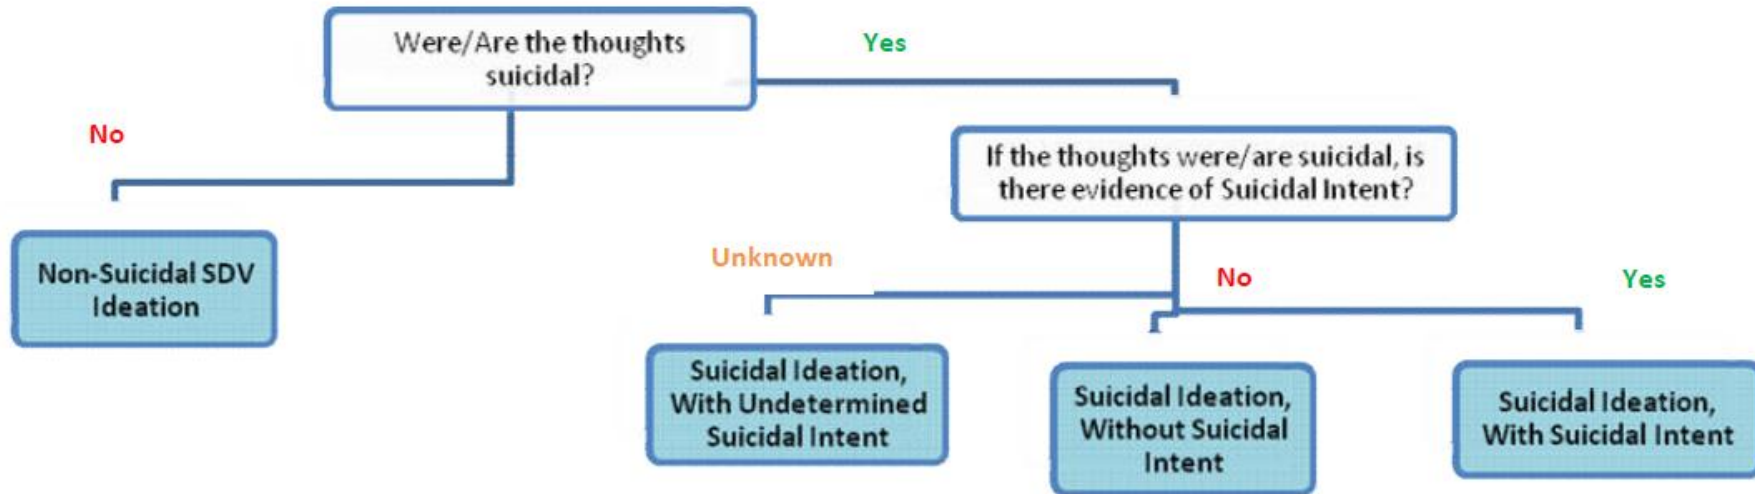 Were/Are the thoughts
suicidal?
Yes
No
If the thoughts were/are suicidal, is
there evidence of Suicidal Intent?
Non-Suicidal SDV
Ideation
Unknown
No
Yes
Suicidal Ideation,
With Undetermined
Suicidal Intent
Suicidal Ideation,
Without Suicidal
Intent
Suicidal Ideation,
With Suicidal Intent